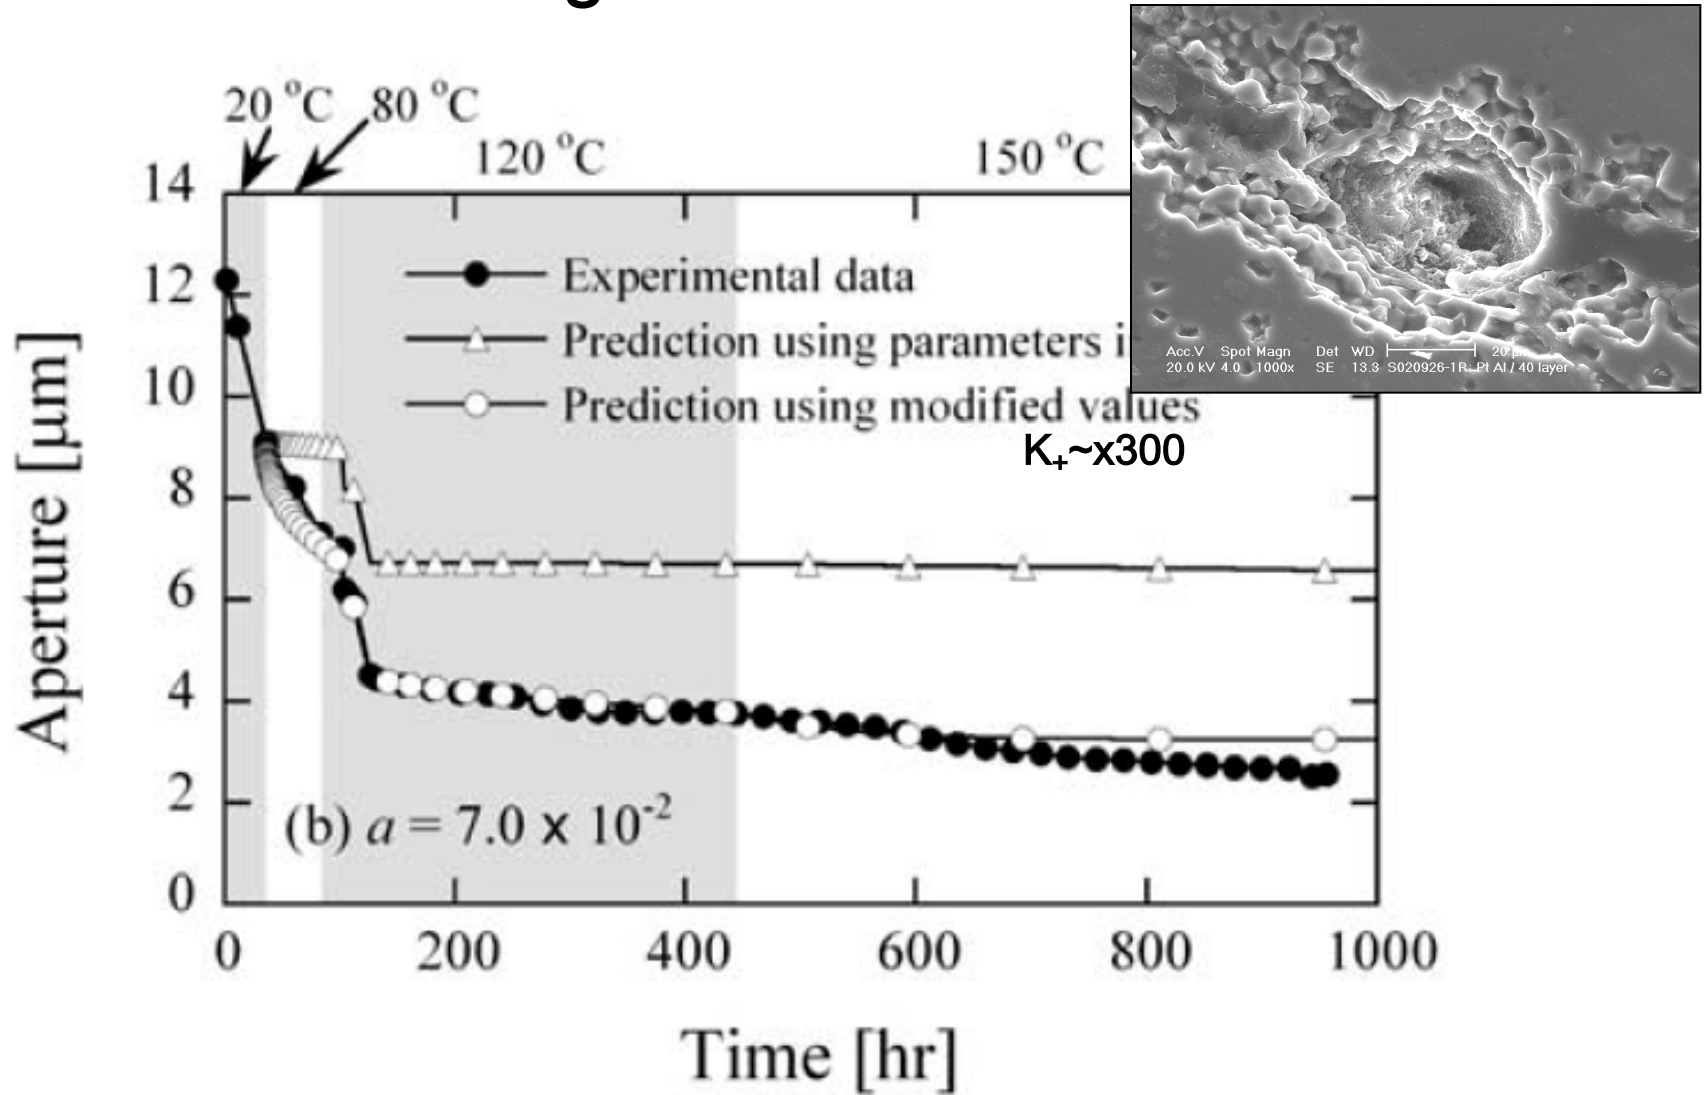 20 °C
80 °C
120 °C
150 °C
14
12
10
8
6
4
2
0
Aperture [µm]
Experimental data
Prediction using parameters
Prediction using modified values
K+~x300
(b) a = 7.0 x 10-2
0
200
400
600
800
1000
Time [hr]
Acc.V Spot Magn Det WD 20
20.0 kV 4.0 1000x SE 13.3 S020926-1R: Pt Al / 40 layer